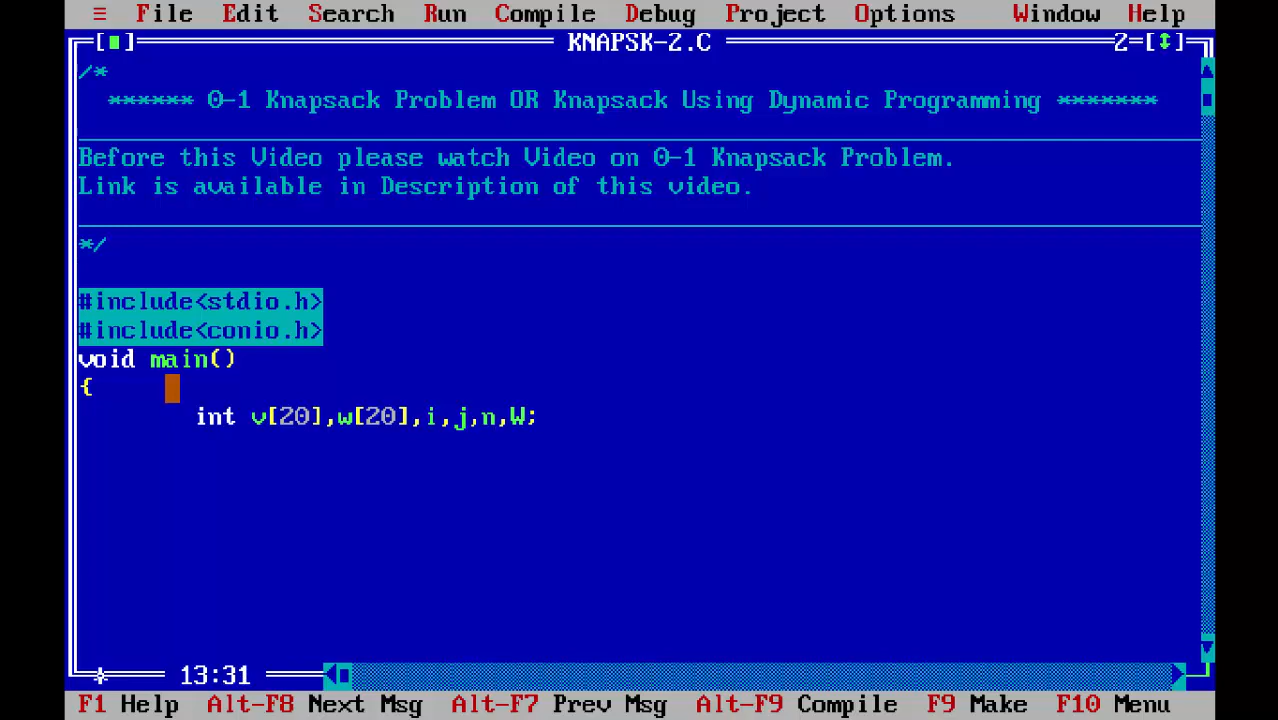 ≡ File Edit Search Run Compile Debug Project Options Window Help
[■] KNAPSK-2.C 2=[↕]
/*
****** 0-1 Knapsack Problem OR Knapsack Using Dynamic Programming *******
Before this Video please watch Video on 0-1 Knapsack Problem.
Link is available in Description of this video.
*/
#include<stdio.h>
#include<conio.h>
void main()
{
int v[20],w[20],i,j,n,W;
13:31
F1 Help Alt-F8 Next Msg Alt-F7 Prev Msg Alt-F9 Compile F9 Make F10 Menu